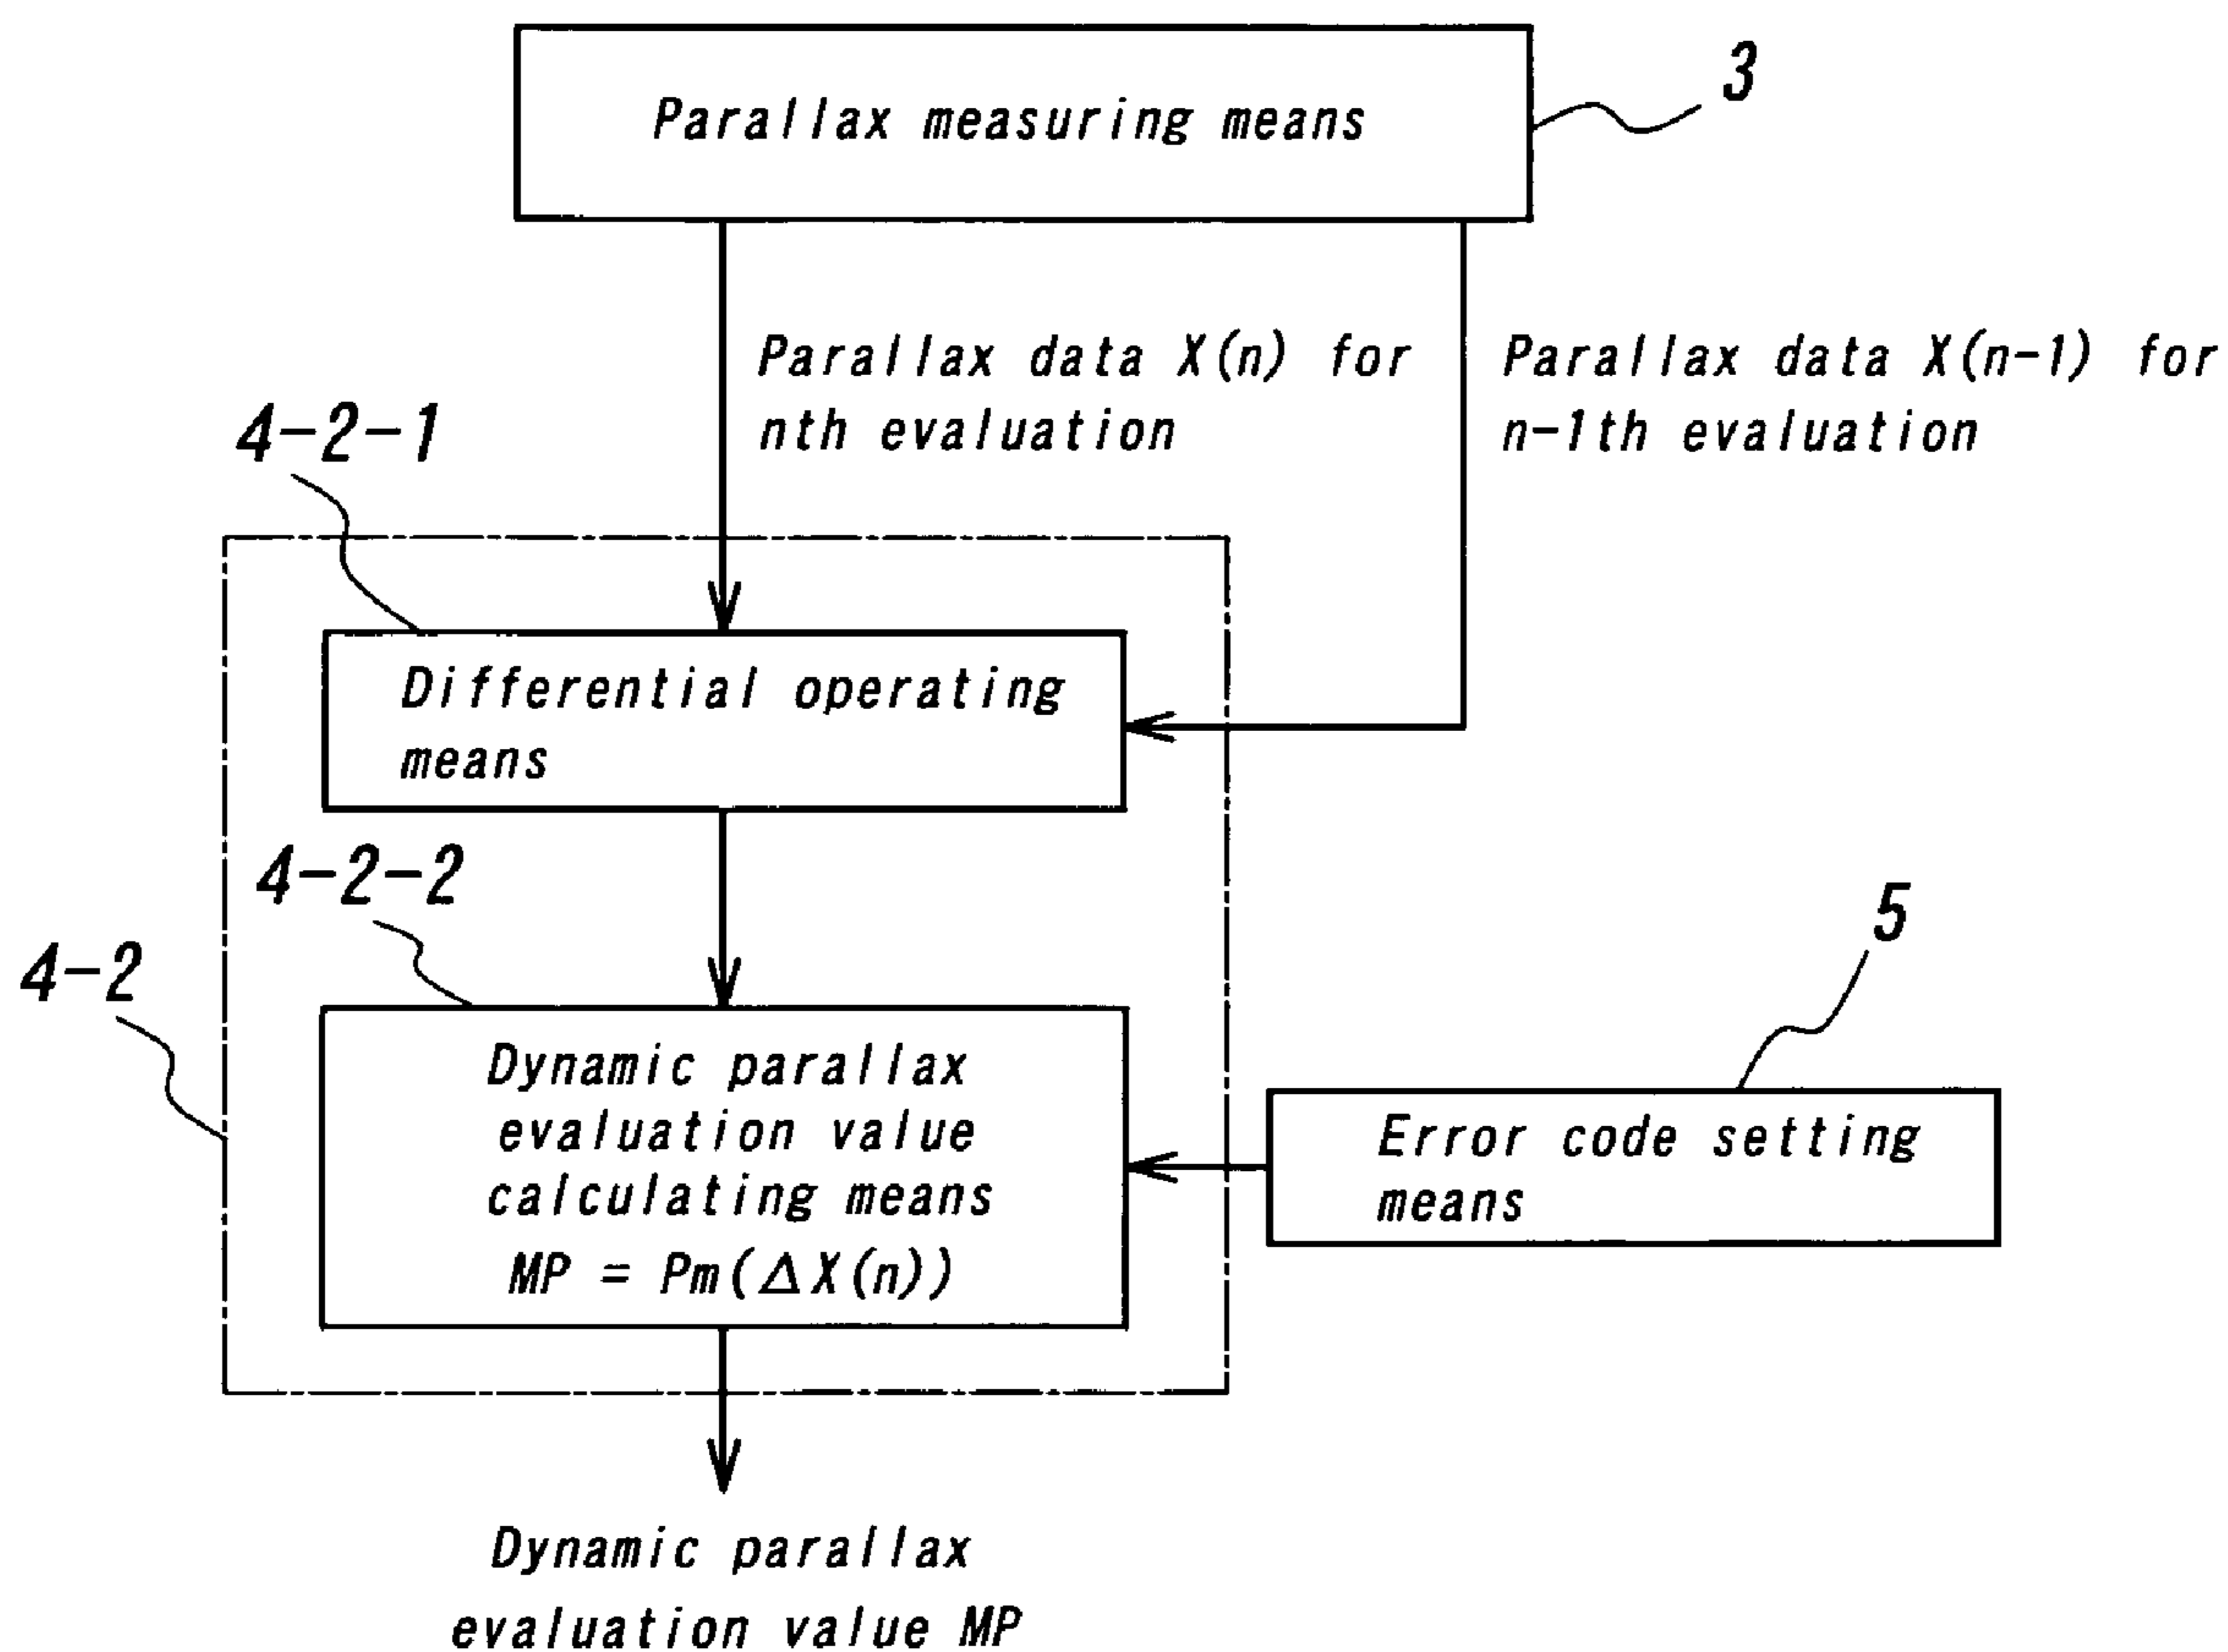 Parallax measuring means
3
Parallax data X(n) for
nth evaluation
Parallax data X(n-1) for
n-1th evaluation
4-2-1
Differential operating
means
4-2-2
4-2
Dynamic parallax
evaluation value
calculating means
MP = Pm(ΔX(n))
5
Error code setting
means
Dynamic parallax
evaluation value MP